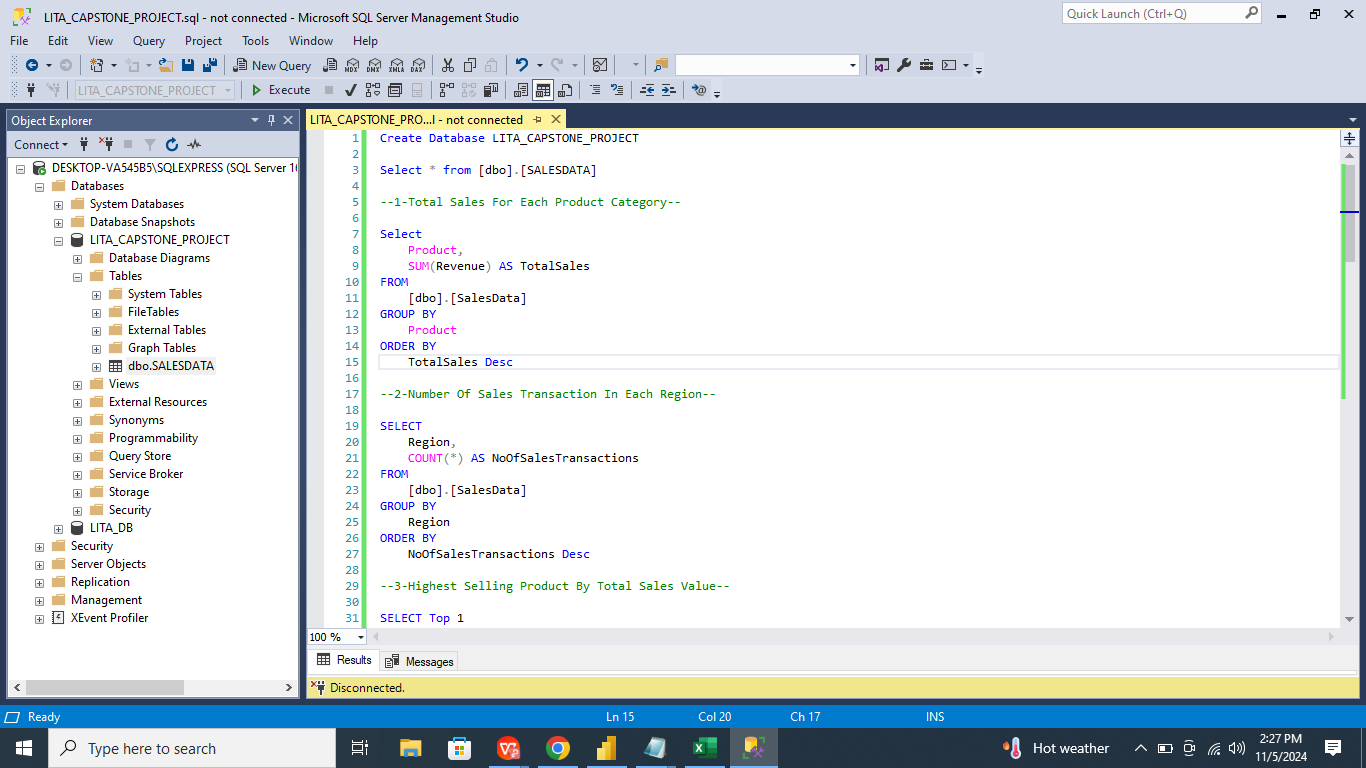 LITA_CAPSTONE_PROJECT.sql - not connected - Microsoft SQL Server Management Studio
Quick Launch (Ctrl+Q)
File Edit View Query Project Tools Window Help
New Query
MDX DMX XMLA DAX
LITA_CAPSTONE_PROJECT
Execute
Object Explorer
Connect
DESKTOP-VA545B5\SQLEXPRESS (SQL Server 16
Databases
System Databases
Database Snapshots
LITA_CAPSTONE_PROJECT
Database Diagrams
Tables
System Tables
FileTables
External Tables
Graph Tables
dbo.SALESDATA
Views
External Resources
Synonyms
Programmability
Query Store
Service Broker
Storage
Security
LITA_DB
Security
Server Objects
Replication
Management
XEvent Profiler
LITA_CAPSTONE_PRO...l - not connected
1 Create Database LITA_CAPSTONE_PROJECT
2
3 Select * from [dbo].[SALESDATA]
4
5 --1-Total Sales For Each Product Category--
6
7 Select
8 Product,
9 SUM(Revenue) AS TotalSales
10 FROM
11 [dbo].[SalesData]
12 GROUP BY
13 Product
14 ORDER BY
15 TotalSales Desc
16
17 --2-Number Of Sales Transaction In Each Region--
18
19 SELECT
20 Region,
21 COUNT(*) AS NoOfSalesTransactions
22 FROM
23 [dbo].[SalesData]
24 GROUP BY
25 Region
26 ORDER BY
27 NoOfSalesTransactions Desc
28
29 --3-Highest Selling Product By Total Sales Value--
30
31 SELECT Top 1
100 %
Results Messages
Disconnected.
Ready Ln 15 Col 20 Ch 17 INS
Type here to search
Hot weather
2:27 PM
11/5/2024